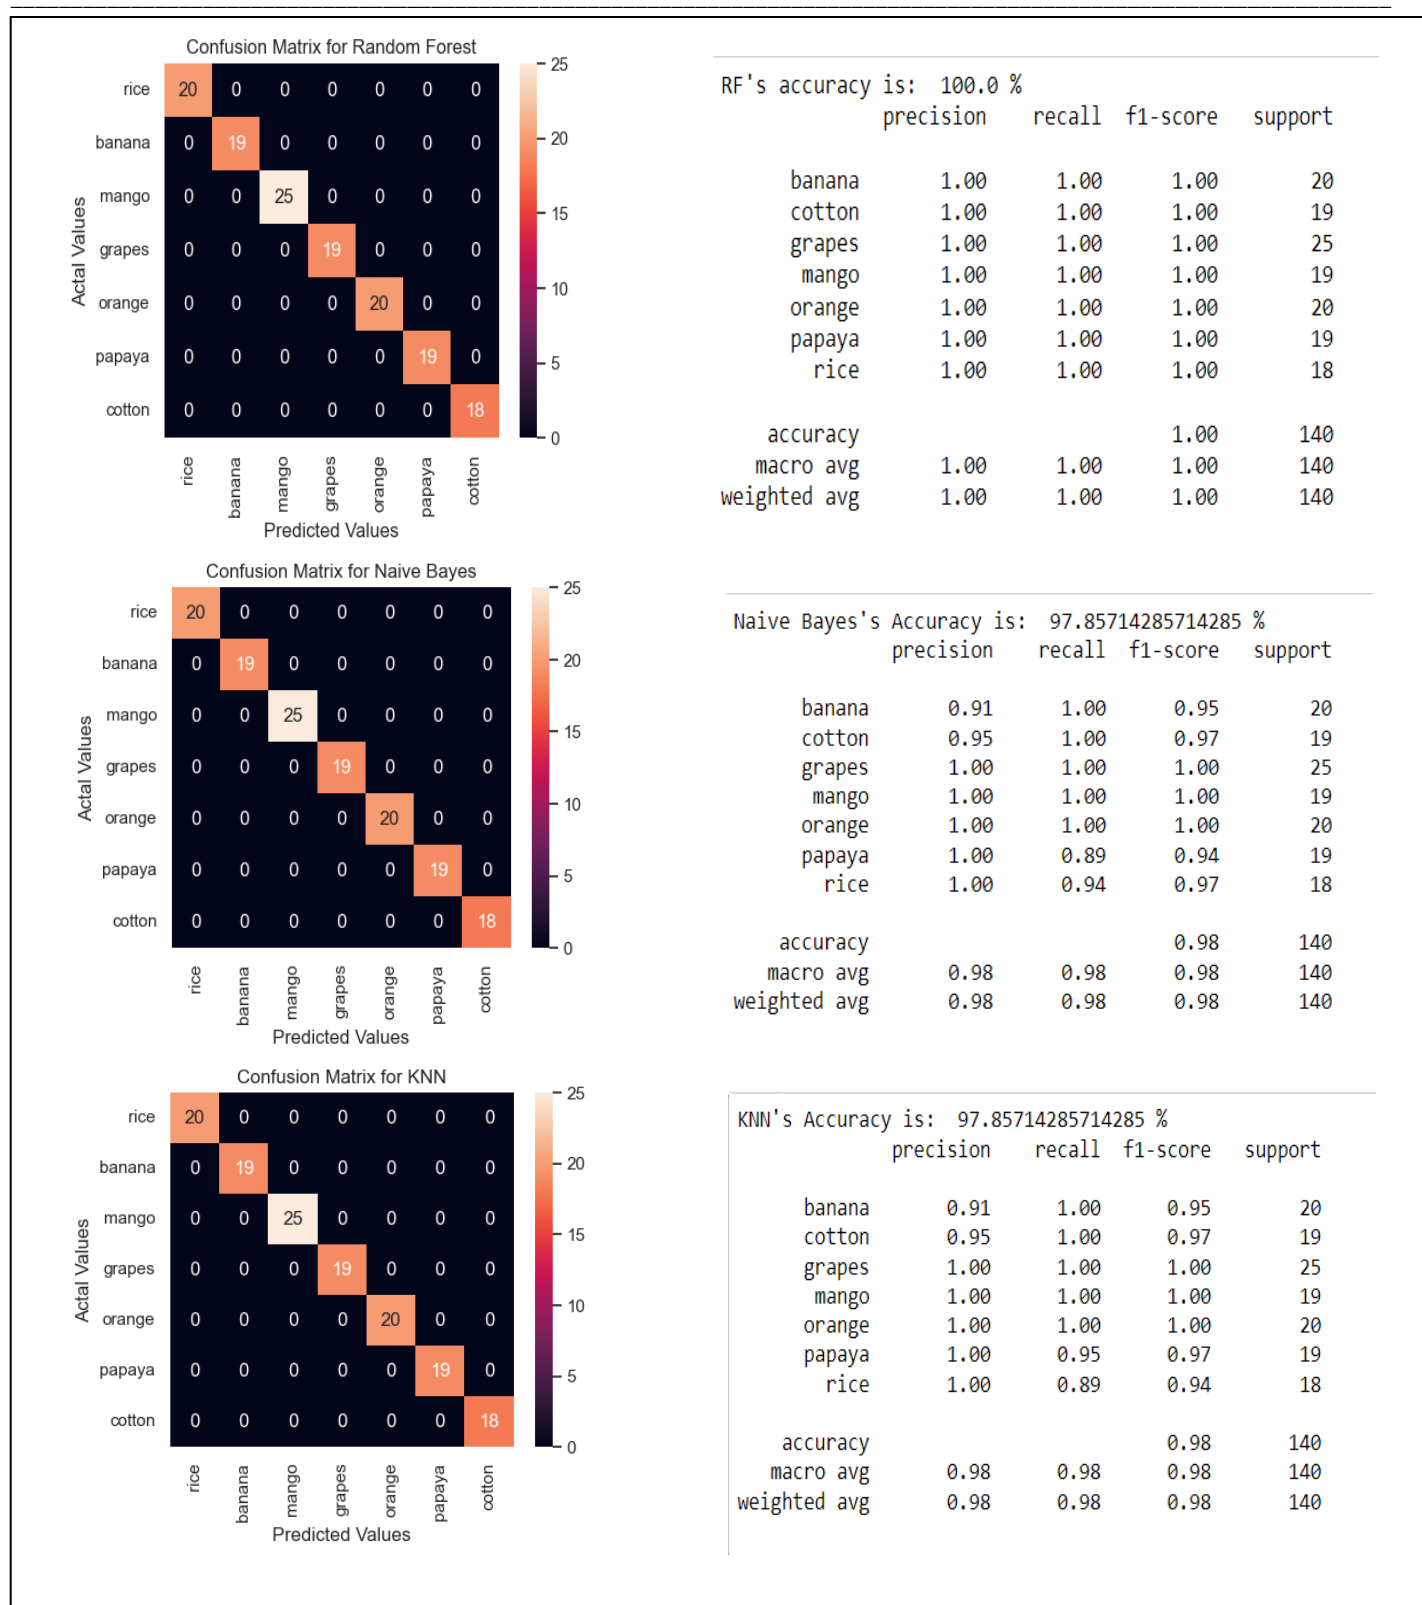 Confusion Matrix for Random Forest
rice 20 0 0 0 0 0 0
banana 0 19 0 0 0 0 0
mango 0 0 25 0 0 0 0
grapes 0 0 0 19 0 0 0
orange 0 0 0 0 20 0 0
papaya 0 0 0 0 0 19 0
cotton 0 0 0 0 0 0 18
Actal Values
rice banana mango grapes orange papaya cotton
Predicted Values
25
20
15
10
5
0
RF's accuracy is: 100.0 %
precision recall f1-score support
banana 1.00 1.00 1.00 20
cotton 1.00 1.00 1.00 19
grapes 1.00 1.00 1.00 25
mango 1.00 1.00 1.00 19
orange 1.00 1.00 1.00 20
papaya 1.00 1.00 1.00 19
rice 1.00 1.00 1.00 18
accuracy 1.00 140
macro avg 1.00 1.00 1.00 140
weighted avg 1.00 1.00 1.00 140
Confusion Matrix for Naive Bayes
rice 20 0 0 0 0 0 0
banana 0 19 0 0 0 0 0
mango 0 0 25 0 0 0 0
grapes 0 0 0 19 0 0 0
orange 0 0 0 0 20 0 0
papaya 0 0 0 0 0 19 0
cotton 0 0 0 0 0 0 18
Actal Values
rice banana mango grapes orange papaya cotton
Predicted Values
25
20
15
10
5
0
Naive Bayes's Accuracy is: 97.85714285714285 %
precision recall f1-score support
banana 0.91 1.00 0.95 20
cotton 0.95 1.00 0.97 19
grapes 1.00 1.00 1.00 25
mango 1.00 1.00 1.00 19
orange 1.00 1.00 1.00 20
papaya 1.00 0.89 0.94 19
rice 1.00 0.94 0.97 18
accuracy 0.98 140
macro avg 0.98 0.98 0.98 140
weighted avg 0.98 0.98 0.98 140
Confusion Matrix for KNN
rice 20 0 0 0 0 0 0
banana 0 19 0 0 0 0 0
mango 0 0 25 0 0 0 0
grapes 0 0 0 19 0 0 0
orange 0 0 0 0 20 0 0
papaya 0 0 0 0 0 19 0
cotton 0 0 0 0 0 0 18
Actal Values
rice banana mango grapes orange papaya cotton
Predicted Values
25
20
15
10
5
0
KNN's Accuracy is: 97.85714285714285 %
precision recall f1-score support
banana 0.91 1.00 0.95 20
cotton 0.95 1.00 0.97 19
grapes 1.00 1.00 1.00 25
mango 1.00 1.00 1.00 19
orange 1.00 1.00 1.00 20
papaya 1.00 0.95 0.97 19
rice 1.00 0.89 0.94 18
accuracy 0.98 140
macro avg 0.98 0.98 0.98 140
weighted avg 0.98 0.98 0.98 140